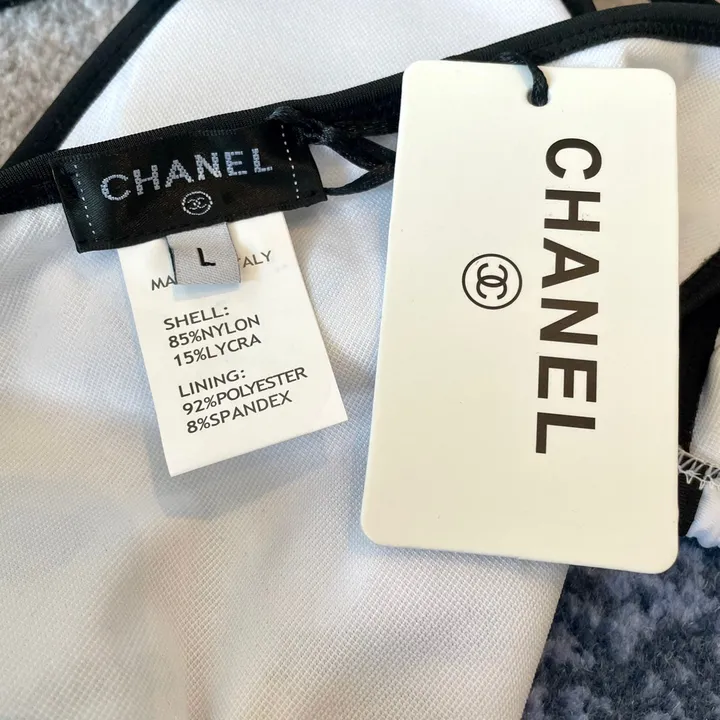 CHANEL
L
SHELL:
85%NYLON
15%LYCRA
LINING:
92%POLYESTER
8%SPANDEX
CHANEL